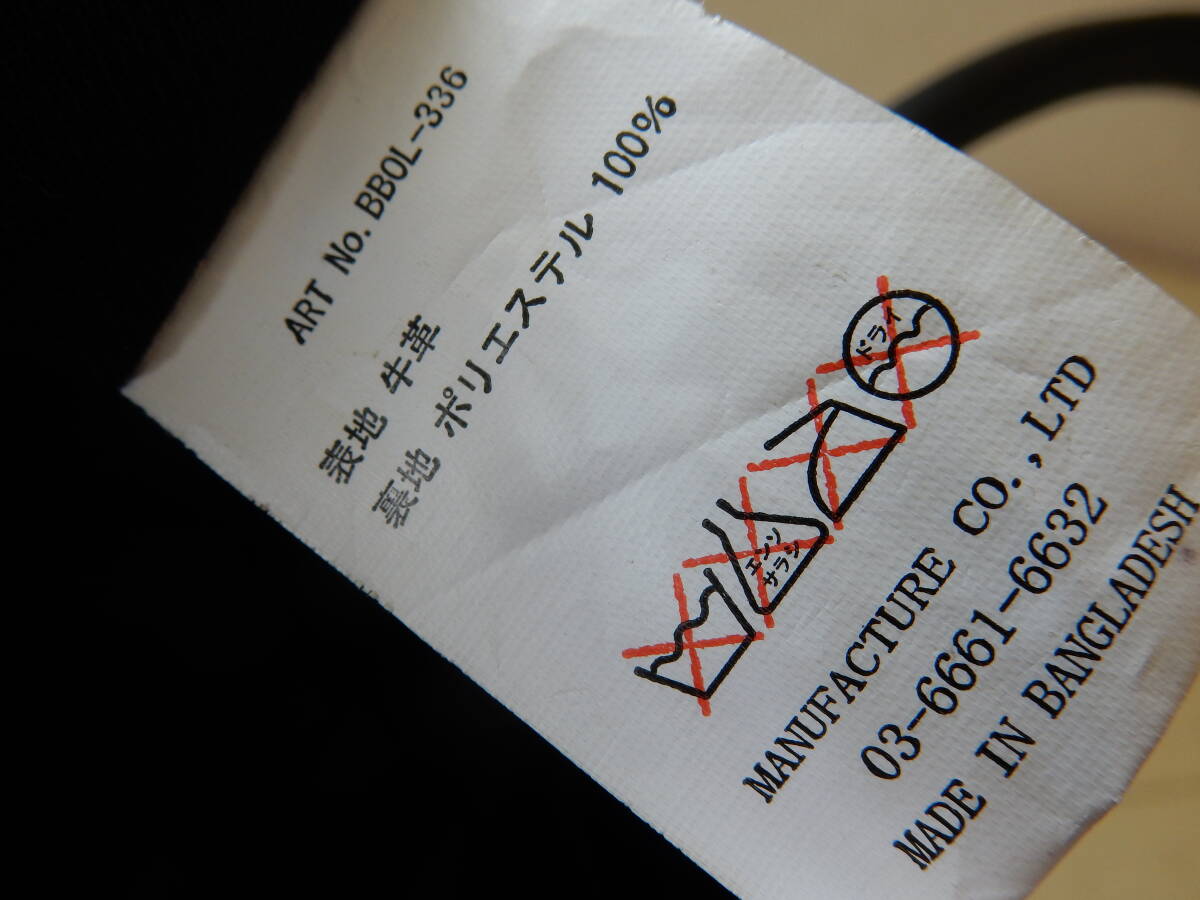 ART No. BBOL-336
表地 牛革
裏地 ポリエステル 100%
エンソ
サラシ
ドライ
MANUFACTURE CO.,LTD
03-6661-6632
MADE IN BANGLADESH